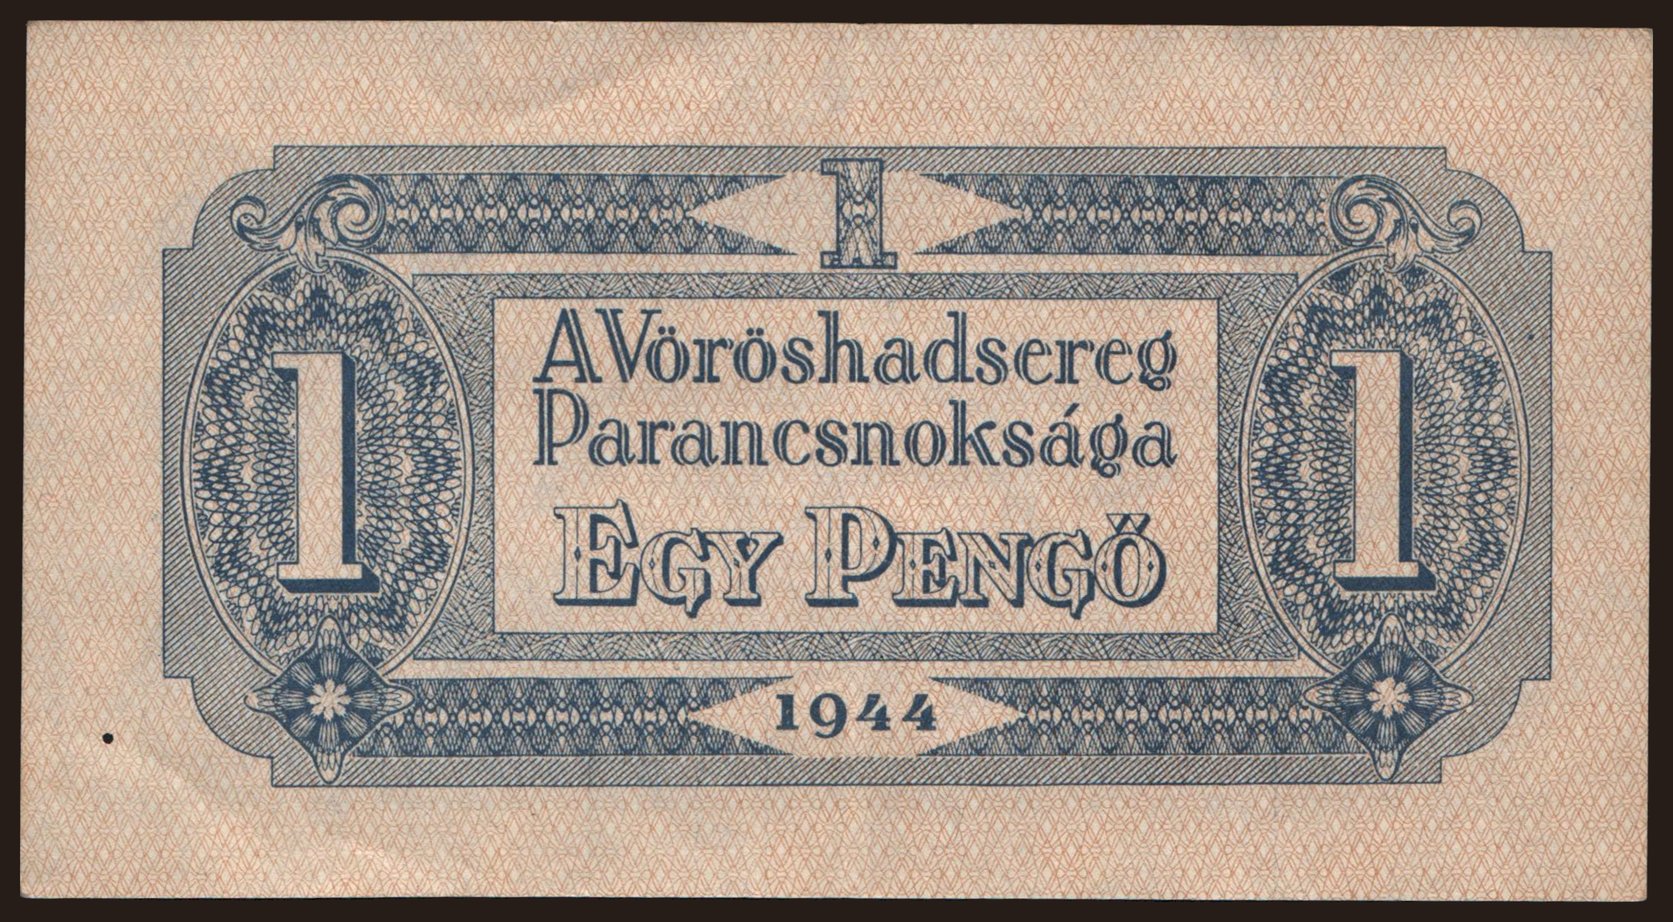 1
A Vöröshadsereg
Parancsnoksága
EGY PENGŐ
1
1
1944